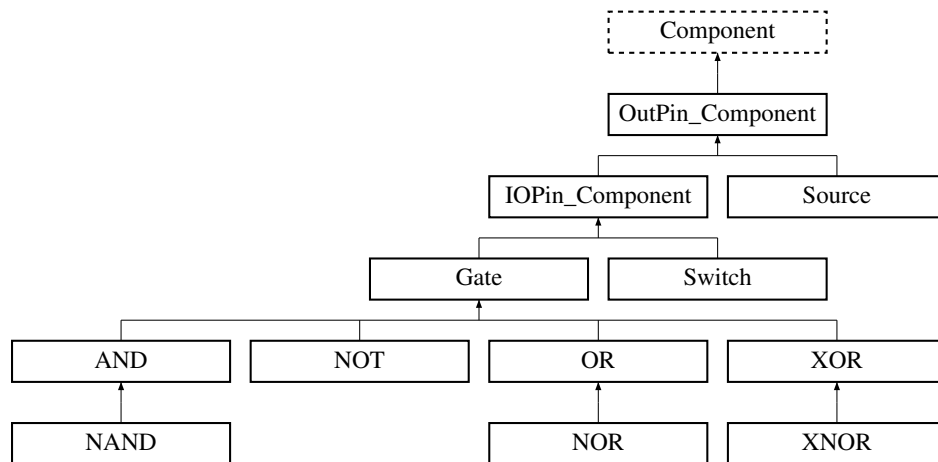 Component
OutPin_Component
IOPin_Component
Source
Gate
Switch
AND
NOT
OR
XOR
NAND
NOR
XNOR